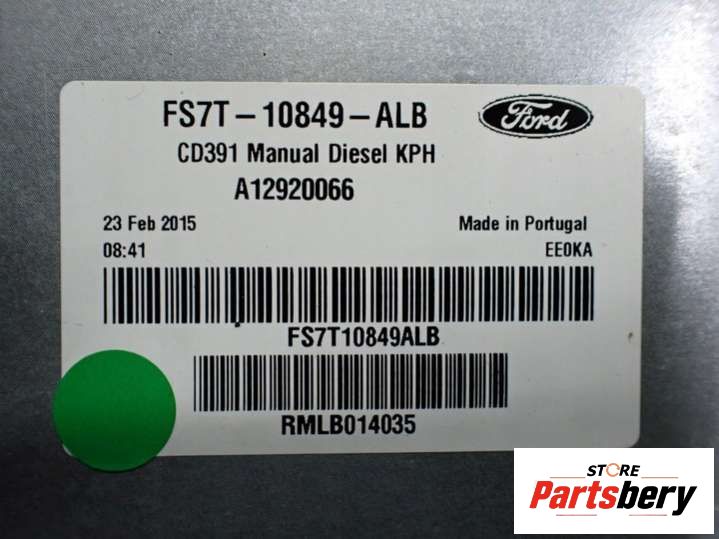 FS7T-10849-ALB
Ford
CD391 Manual Diesel KPH
A12920066
23 Feb 2015
Made in Portugal
08:41
EE0KA
FS7T10849ALB
RMLB014035
STORE
Partsbery